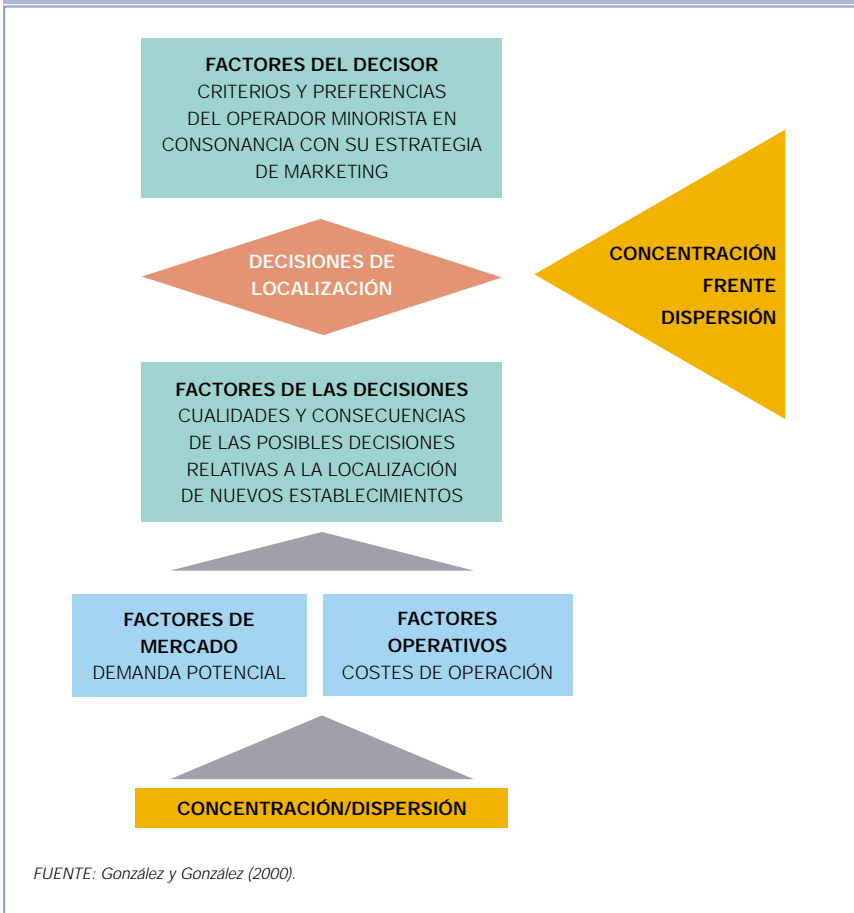 FACTORES DEL DECISOR
CRITERIOS Y PREFERENCIAS
DEL OPERADOR MINORISTA EN
CONSONANCIA CON SU ESTRATEGIA
DE MARKETING
DECISIONES DE
LOCALIZACIÓN
CONCENTRACIÓN
FRENTE
DISPERSIÓN
FACTORES DE LAS DECISIONES
CUALIDADES Y CONSECUENCIAS
DE LAS POSIBLES DECISIONES
RELATIVAS A LA LOCALIZACIÓN
DE NUEVOS ESTABLECIMIENTOS
FACTORES DE
MERCADO
DEMANDA POTENCIAL
FACTORES
OPERATIVOS
COSTES DE OPERACIÓN
CONCENTRACIÓN/DISPERSIÓN
FUENTE: González y González (2000).